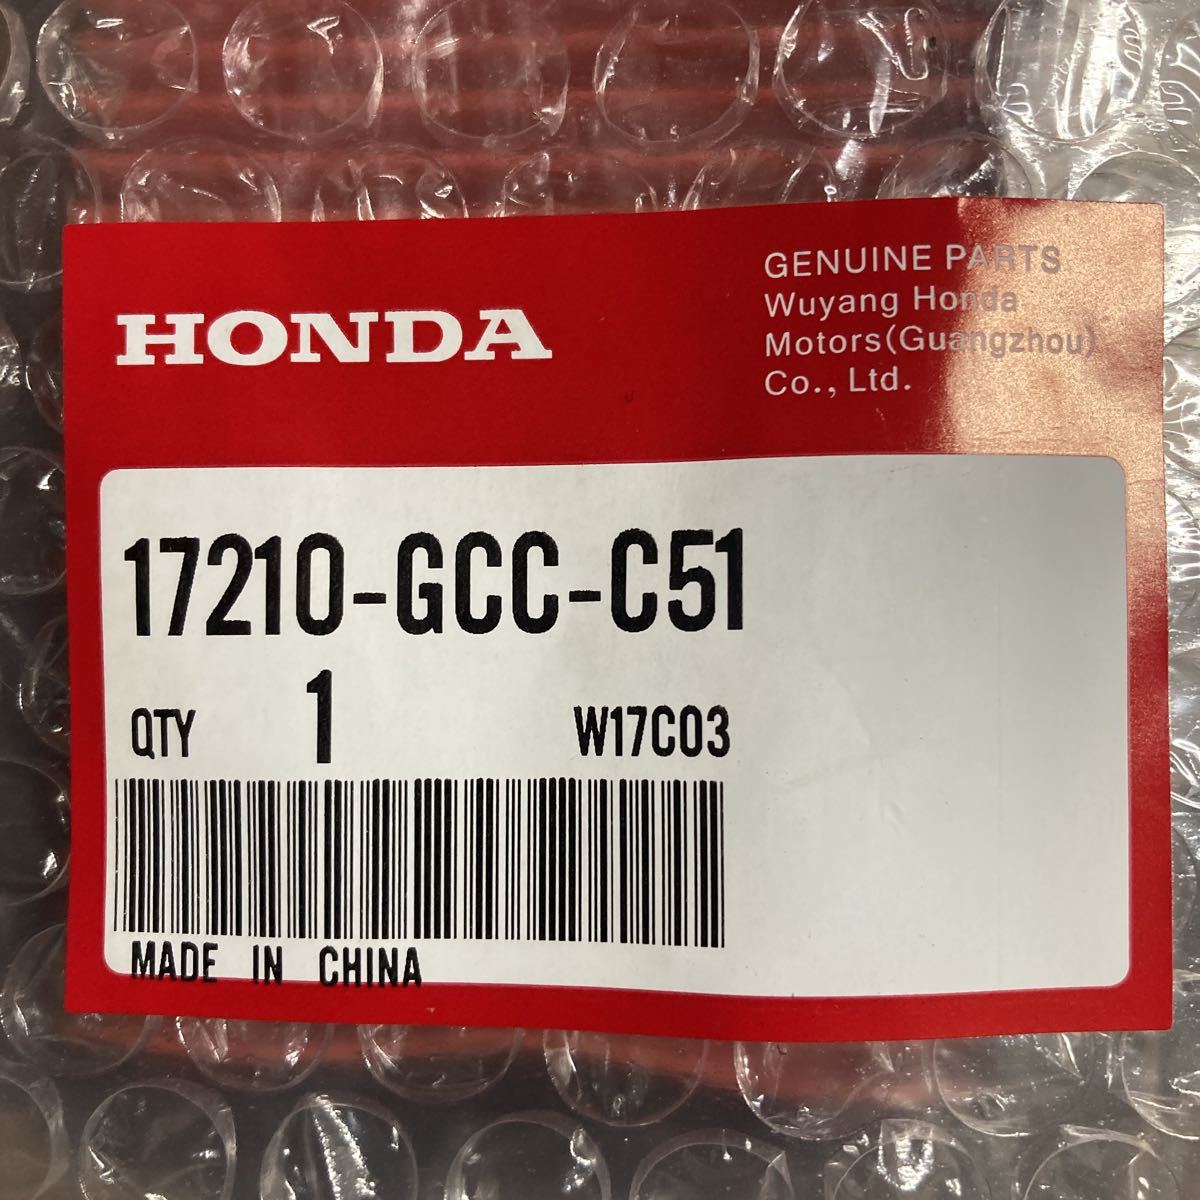 HONDA
GENUINE PARTS
Wuyang Honda
Motors(Guangzhou)
Co., Ltd.
17210-GCC-C51
QTY 1 W17C03
MADE IN CHINA